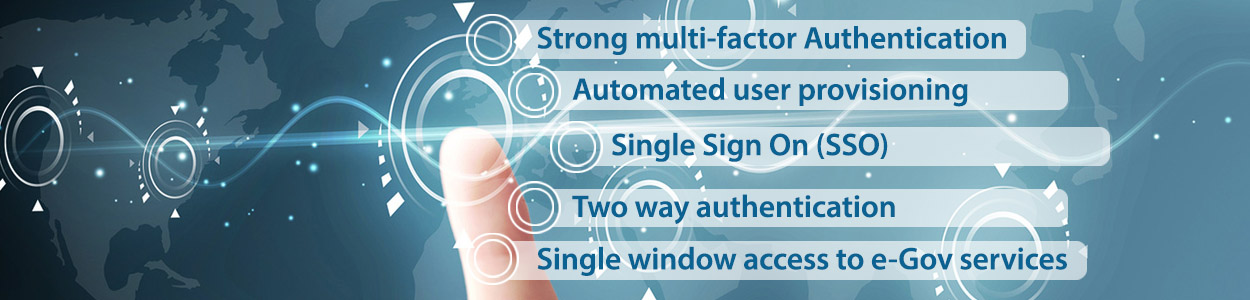 Strong multi-factor Authentication
Automated user provisioning
Single Sign On (SSO)
Two way authentication
Single window access to e-Gov services